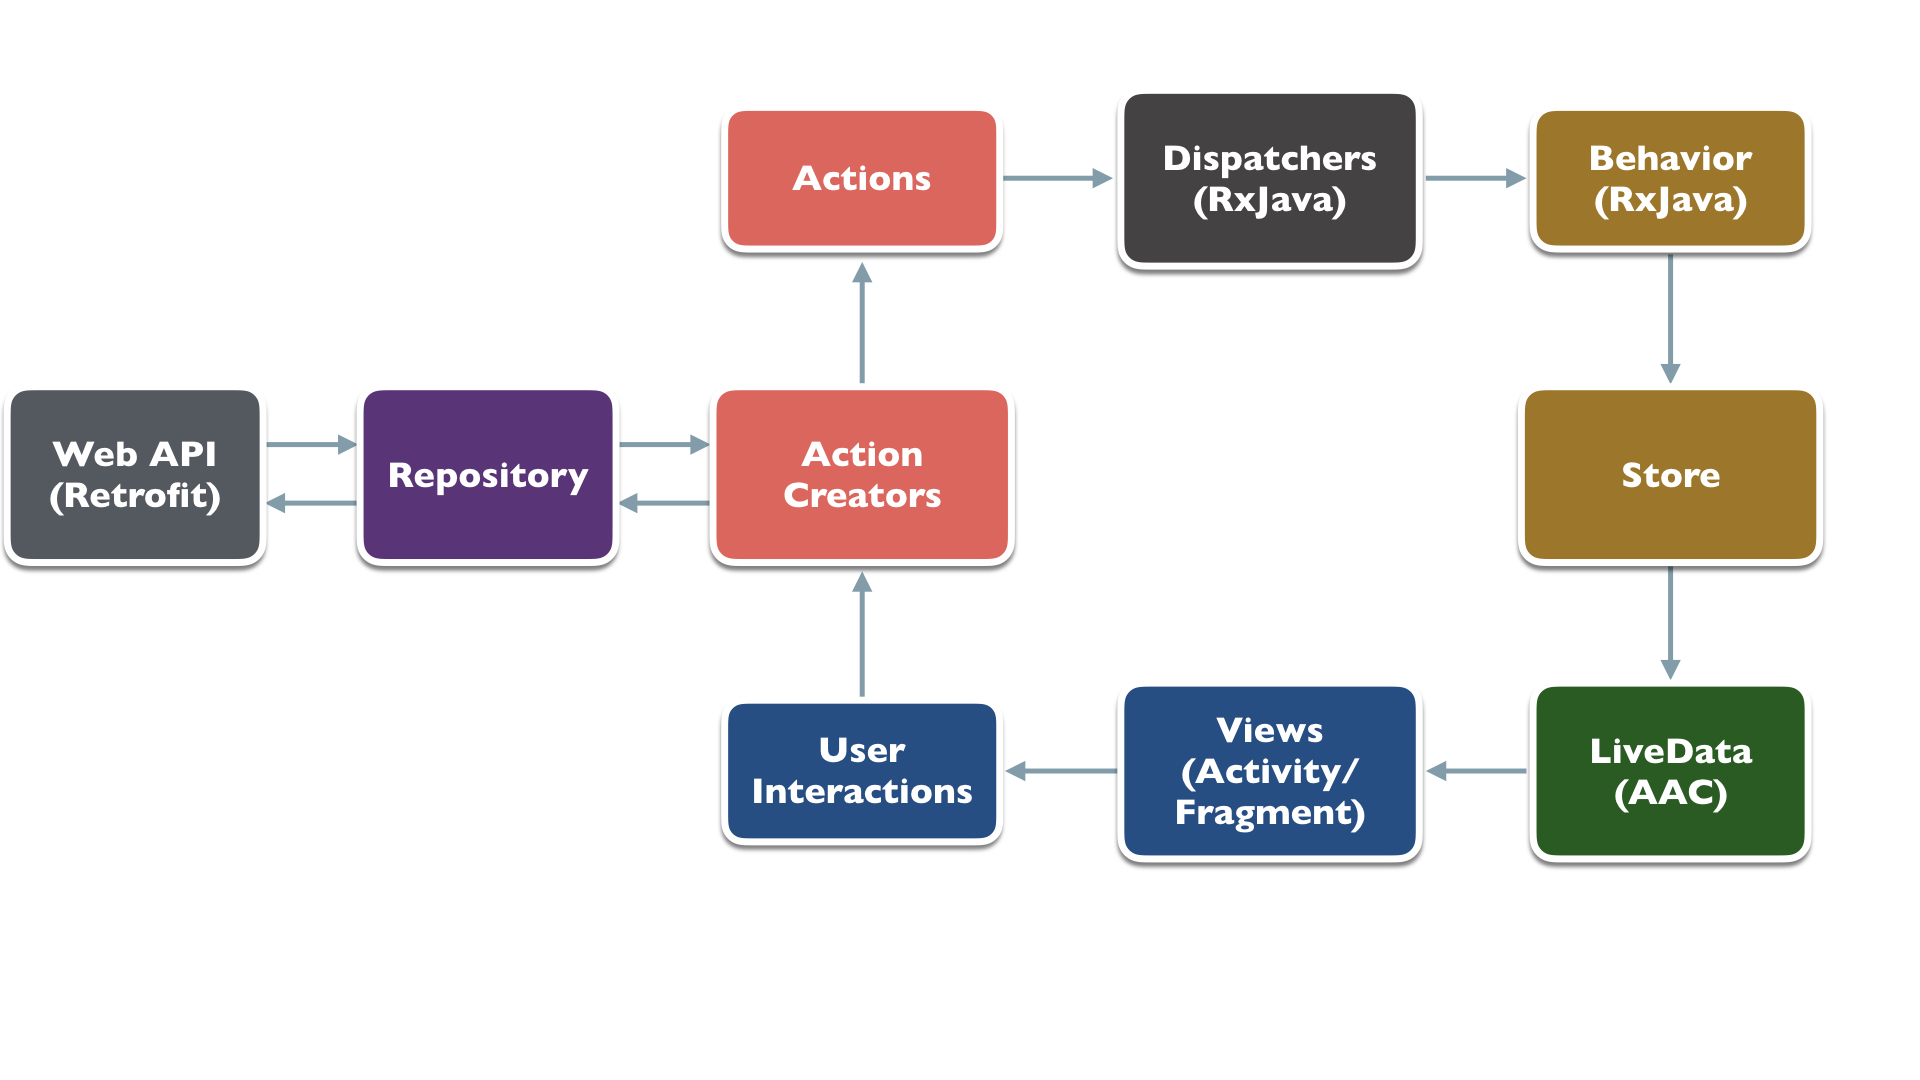 Actions
Dispatchers
(RxJava)
Behavior
(RxJava)
Web API
(Retrofit)
Repository
Action
Creators
Store
User
Interactions
Views
(Activity/
Fragment)
LiveData
(AAC)